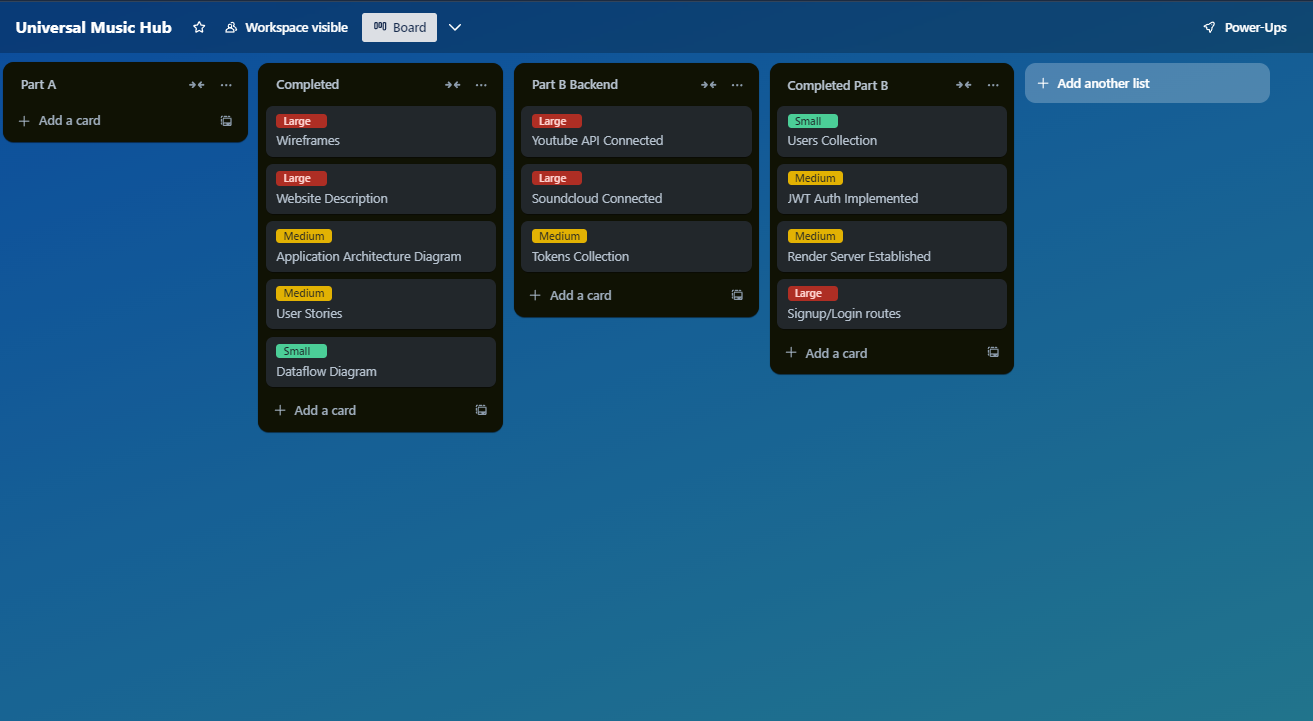 Universal Music Hub
Workspace visible
Board
Power-Ups
Part A
Add a card
Completed
Large
Wireframes
Large
Website Description
Medium
Application Architecture Diagram
Medium
User Stories
Small
Dataflow Diagram
Add a card
Part B Backend
Large
Youtube API Connected
Large
Soundcloud Connected
Medium
Tokens Collection
Add a card
Completed Part B
Small
Users Collection
Medium
JWT Auth Implemented
Medium
Render Server Established
Large
Signup/Login routes
Add a card
Add another list